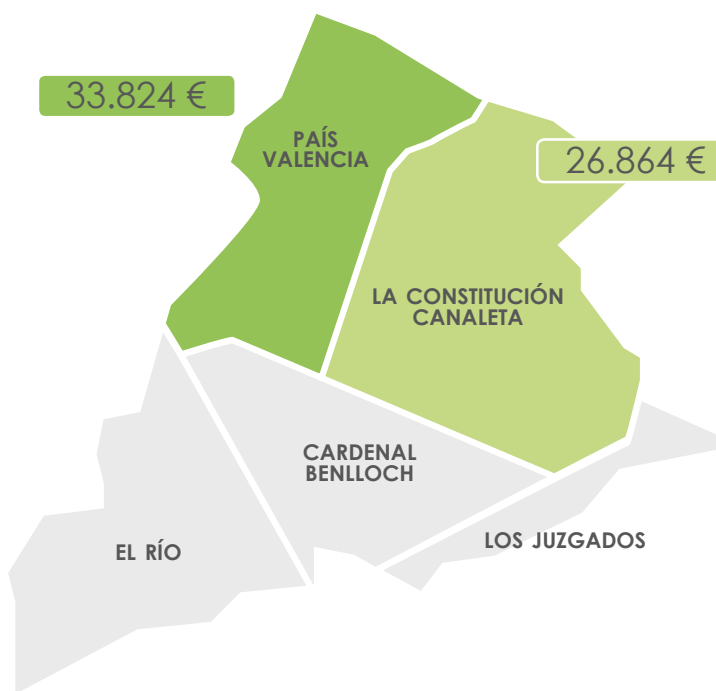 33.824 €
PAÍS
VALENCIA
26.864 €
LA CONSTITUCIÓN
CANALETA
CARDENAL
BENLLOCH
EL RÍO
LOS JUZGADOS